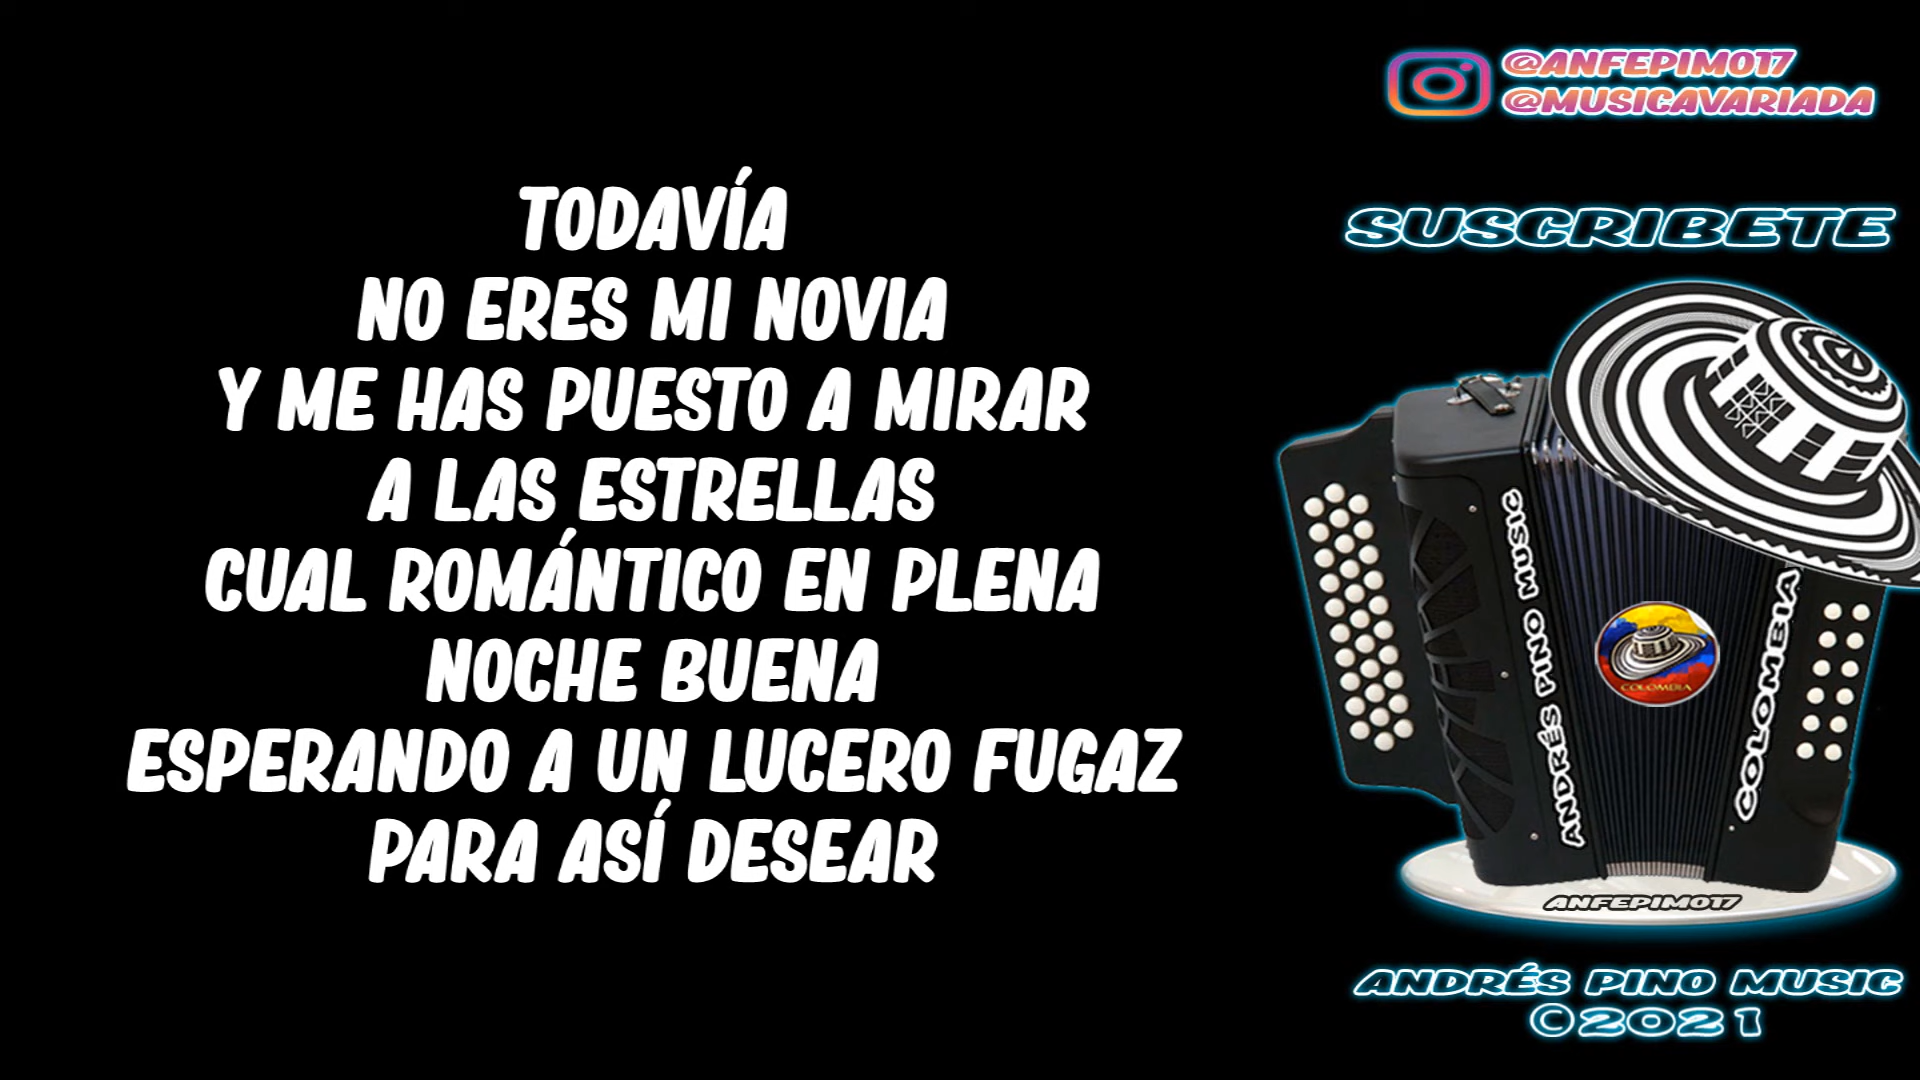 @ANFEPIMO17
@MUSICAVARIADA
SUSCRIBETE
TODAVÍA
NO ERES MI NOVIA
Y ME HAS PUESTO A MIRAR
A LAS ESTRELLAS
CUAL ROMÁNTICO EN PLENA
NOCHE BUENA
ESPERANDO A UN LUCERO FUGAZ
PARA ASÍ DESEAR
ANDRÉS PINO MUSIC
COLOMBIA
COLOMBIA
ANFEPIMO17
ANDRÉS PINO MUSIC
©2021